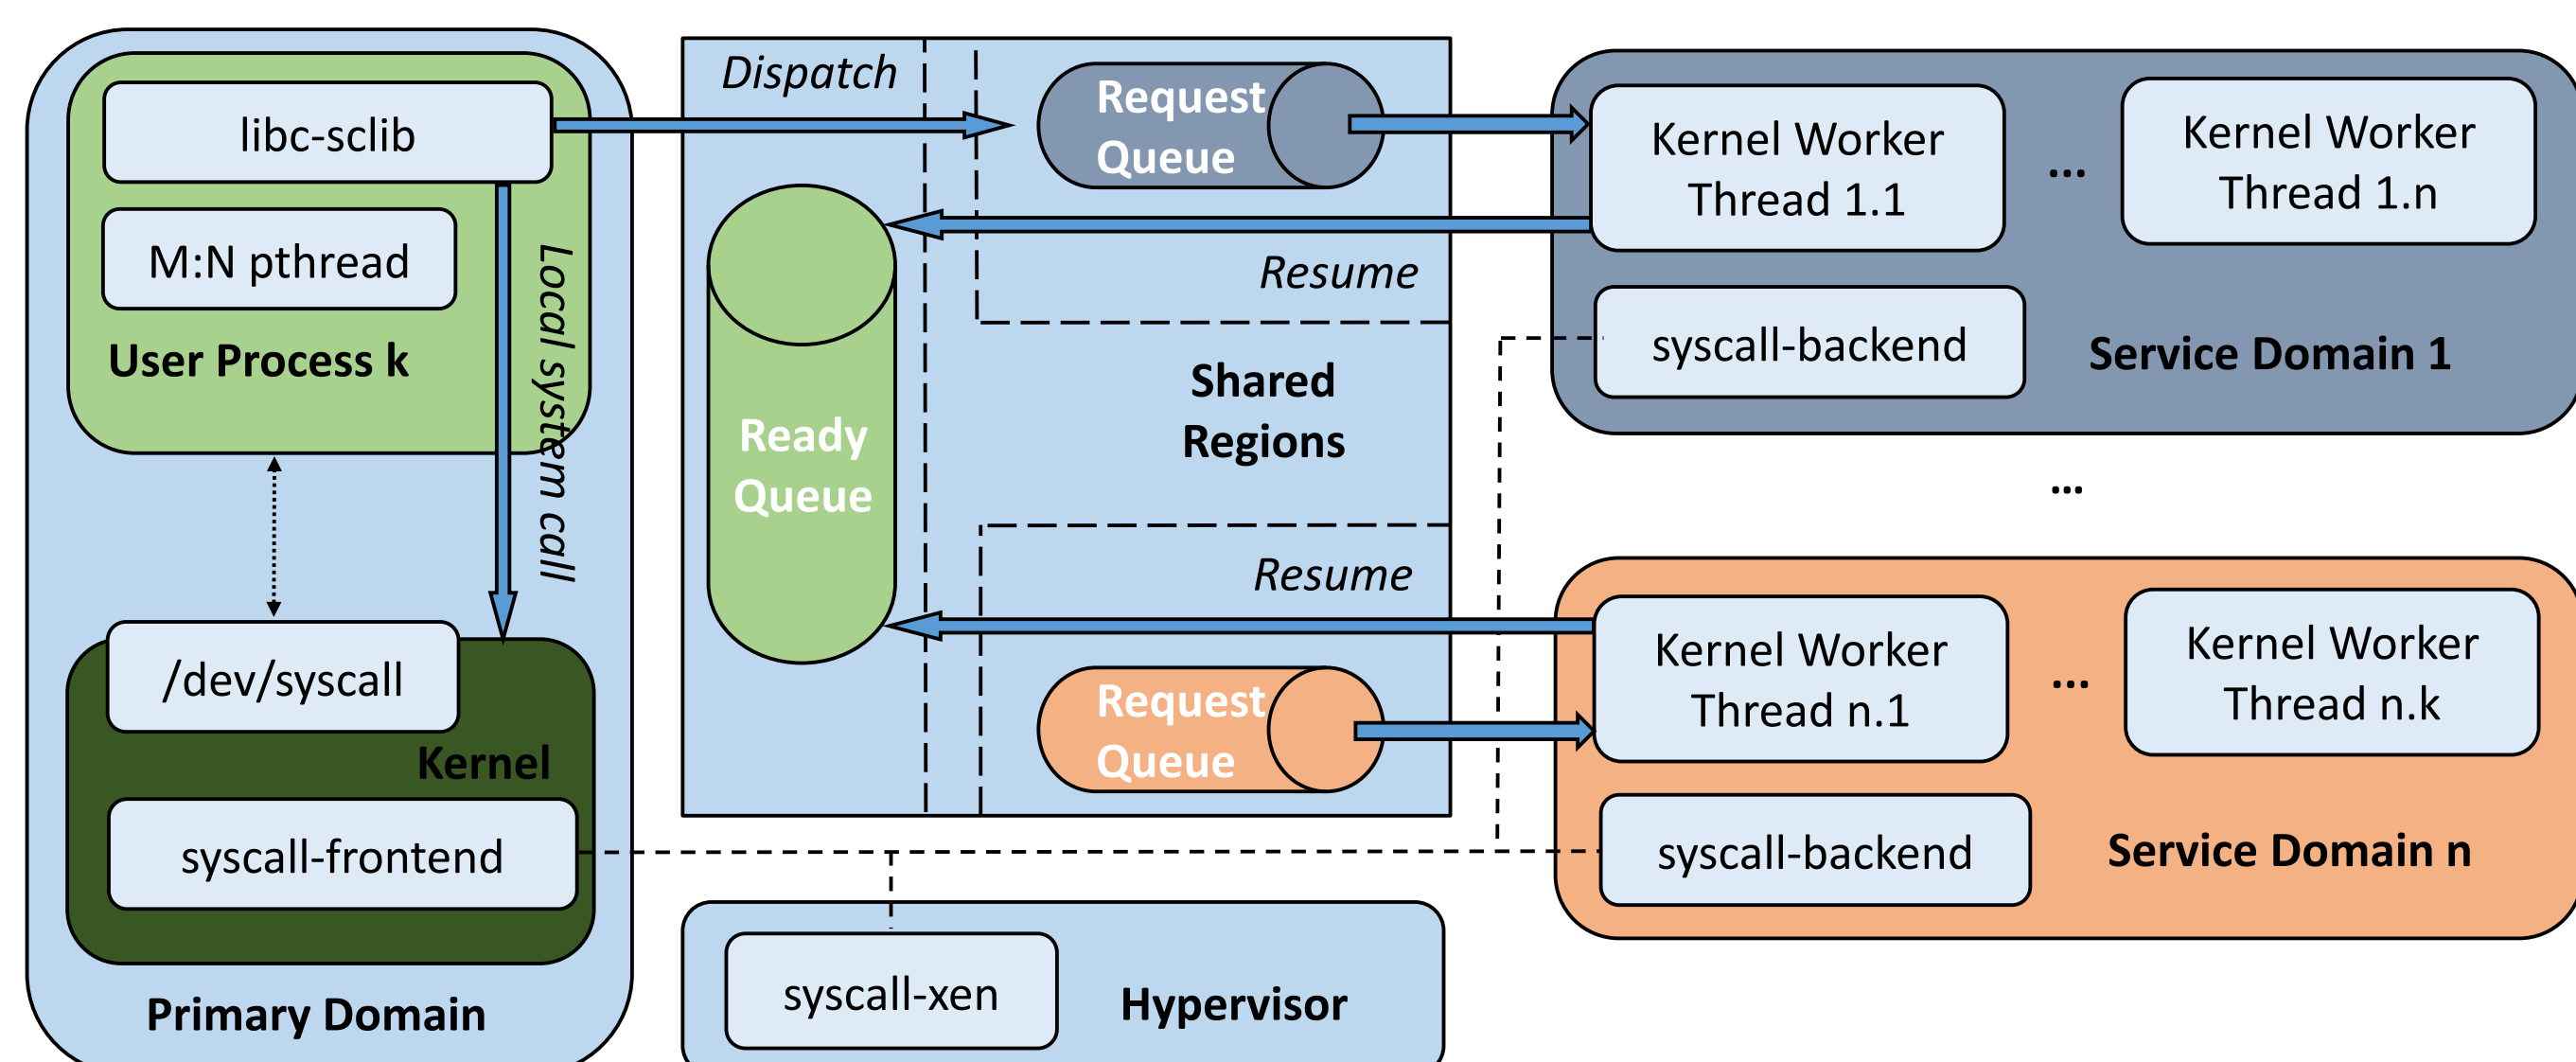 libc-sclib
M:N pthread
User Process k
Local system call
/dev/syscall
Kernel
syscall-frontend
Primary Domain
Dispatch
Request
Queue
Resume
Ready
Queue
Shared
Regions
Resume
Request
Queue
syscall-xen
Hypervisor
Kernel Worker
Thread 1.1
...
Kernel Worker
Thread 1.n
syscall-backend
Service Domain 1
...
Kernel Worker
Thread n.1
...
Kernel Worker
Thread n.k
syscall-backend
Service Domain n